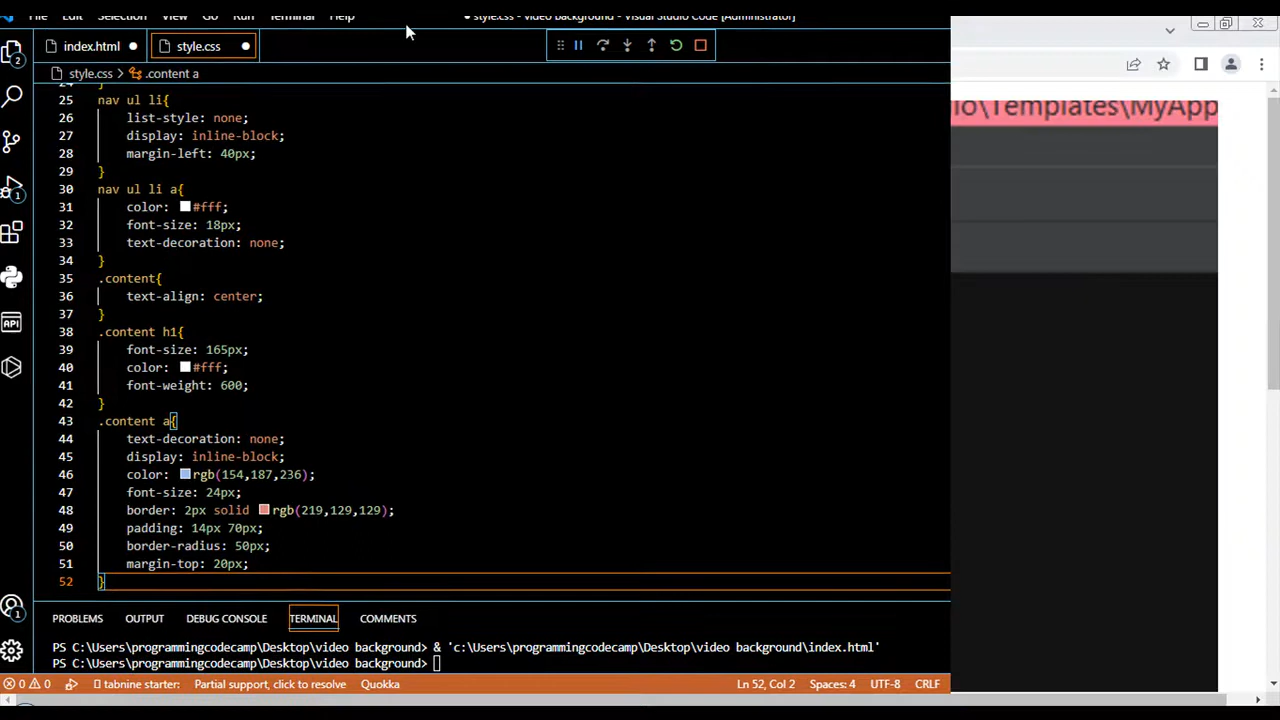 File Edit Selection View Go Run Terminal Help ● style.css - video background - Visual Studio Code [Administrator]
index.html ● style.css ●
style.css > .content a
24 }
25 nav ul li{
26 list-style: none;
27 display: inline-block;
28 margin-left: 40px;
29 }
30 nav ul li a{
31 color: #fff;
32 font-size: 18px;
33 text-decoration: none;
34 }
35 .content{
36 text-align: center;
37 }
38 .content h1{
39 font-size: 165px;
40 color: #fff;
41 font-weight: 600;
42 }
43 .content a{
44 text-decoration: none;
45 display: inline-block;
46 color: rgb(154,187,236);
47 font-size: 24px;
48 border: 2px solid rgb(219,129,129);
49 padding: 14px 70px;
50 border-radius: 50px;
51 margin-top: 20px;
52 }
PROBLEMS OUTPUT DEBUG CONSOLE TERMINAL COMMENTS
PS C:\Users\programmingcodecamp\Desktop\video background> & 'c:\Users\programmingcodecamp\Desktop\video background\index.html'
PS C:\Users\programmingcodecamp\Desktop\video background>
0 0 tabnine starter: Partial support, click to resolve Quokka Ln 52, Col 2 Spaces: 4 UTF-8 CRLF
2
1
API
1
io\Templates\MyApp